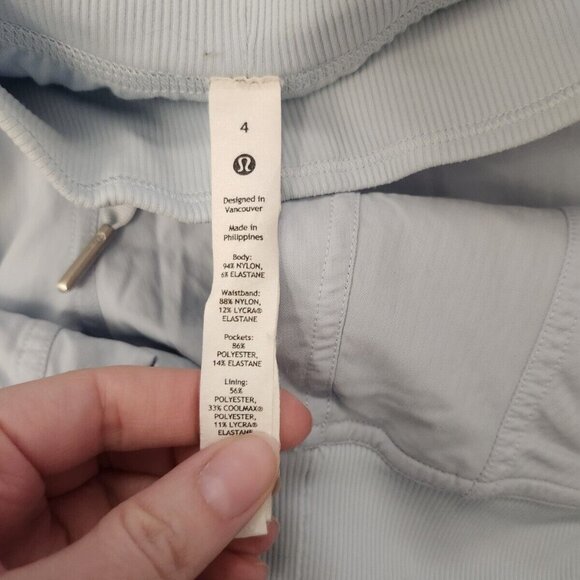 4
Designed in
Vancouver
Made in
Philippines
Body:
94% NYLON,
6% ELASTANE
Waistband:
88% NYLON,
12% LYCRA®
ELASTANE
Pockets:
86%
POLYESTER,
14% ELASTANE
Lining:
56%
POLYESTER,
33% COOLMAX®
POLYESTER,
11% LYCRA®
ELASTANE